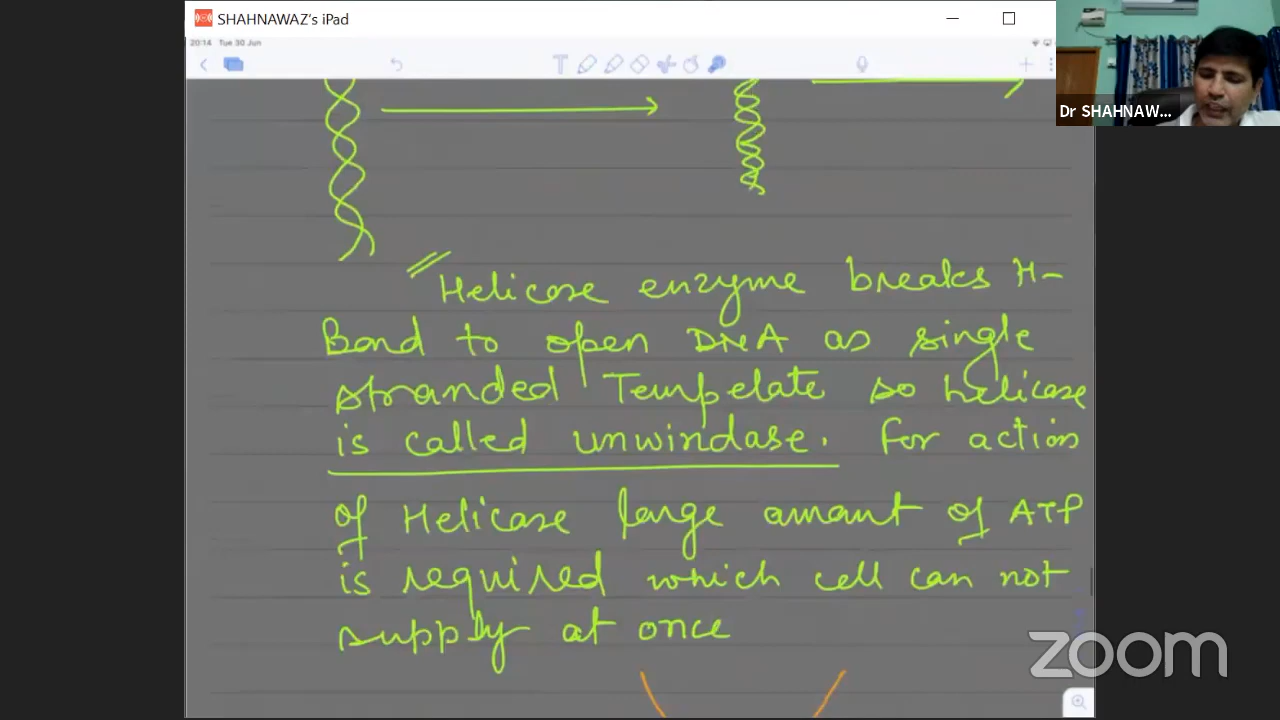 SHAHNAWAZ's iPad
20:14 Tue 30 Jun
Dr SHAHNAW...
Helicase enzyme breaks H-
Bond to open DNA as single
stranded Tempelate so helicase
is called unwindase. For action
of Helicase large amount of ATP
is required which cell can not
supply at once
zoom